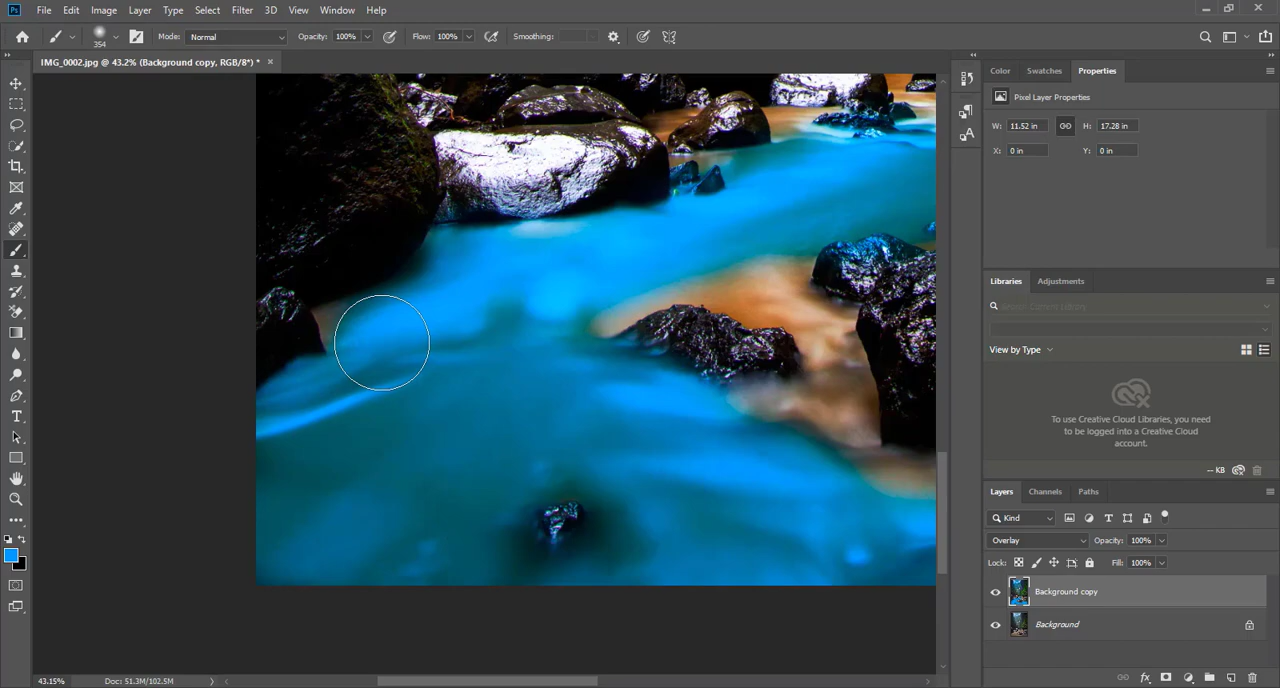 Ps File Edit Image Layer Type Select Filter 3D View Window Help
354 Mode: Normal Opacity: 100% Flow: 100% Smoothing:
IMG_0002.jpg @ 43.2% (Background copy, RGB/8*) *
Color Swatches Properties
Pixel Layer Properties
W: 11.52 in H: 17.28 in
X: 0 in Y: 0 in
Libraries Adjustments
View by Type
To use Creative Cloud Libraries, you need
to be logged into a Creative Cloud
account.
-- KB
Layers Channels Paths
Kind
Overlay Opacity: 100%
Lock: Fill: 100%
Background copy
Background
43.15% Doc: 51.3M/102.5M